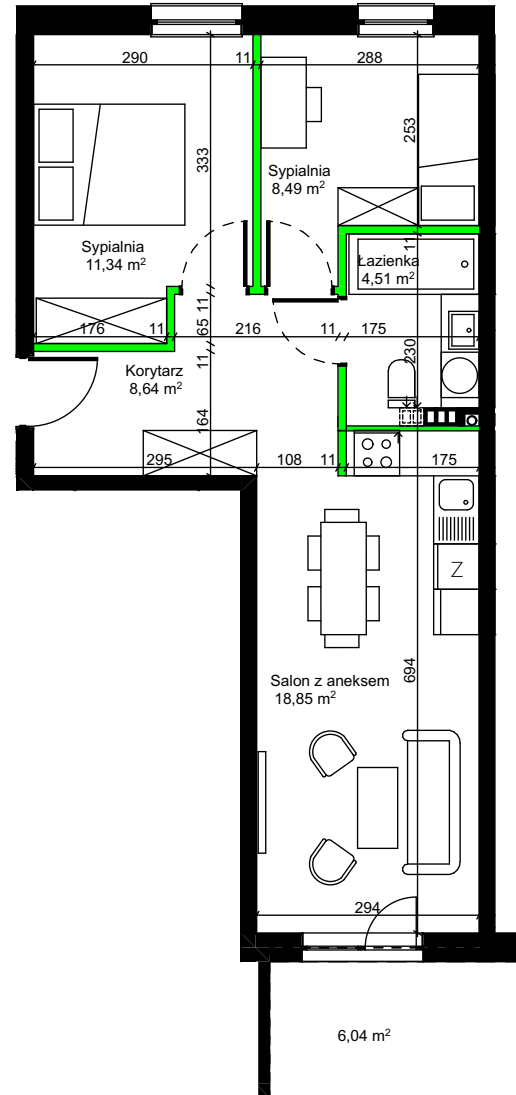 290
11
288
333
253
Sypialnia
8,49 m²
Sypialnia
11,34 m²
11
Łazienka
4,51 m²
11
176
11
65
216
11
175
230
11
Korytarz
8,64 m²
164
295
108
11
175
Z
Salon z aneksem
18,85 m²
694
294
6,04 m²